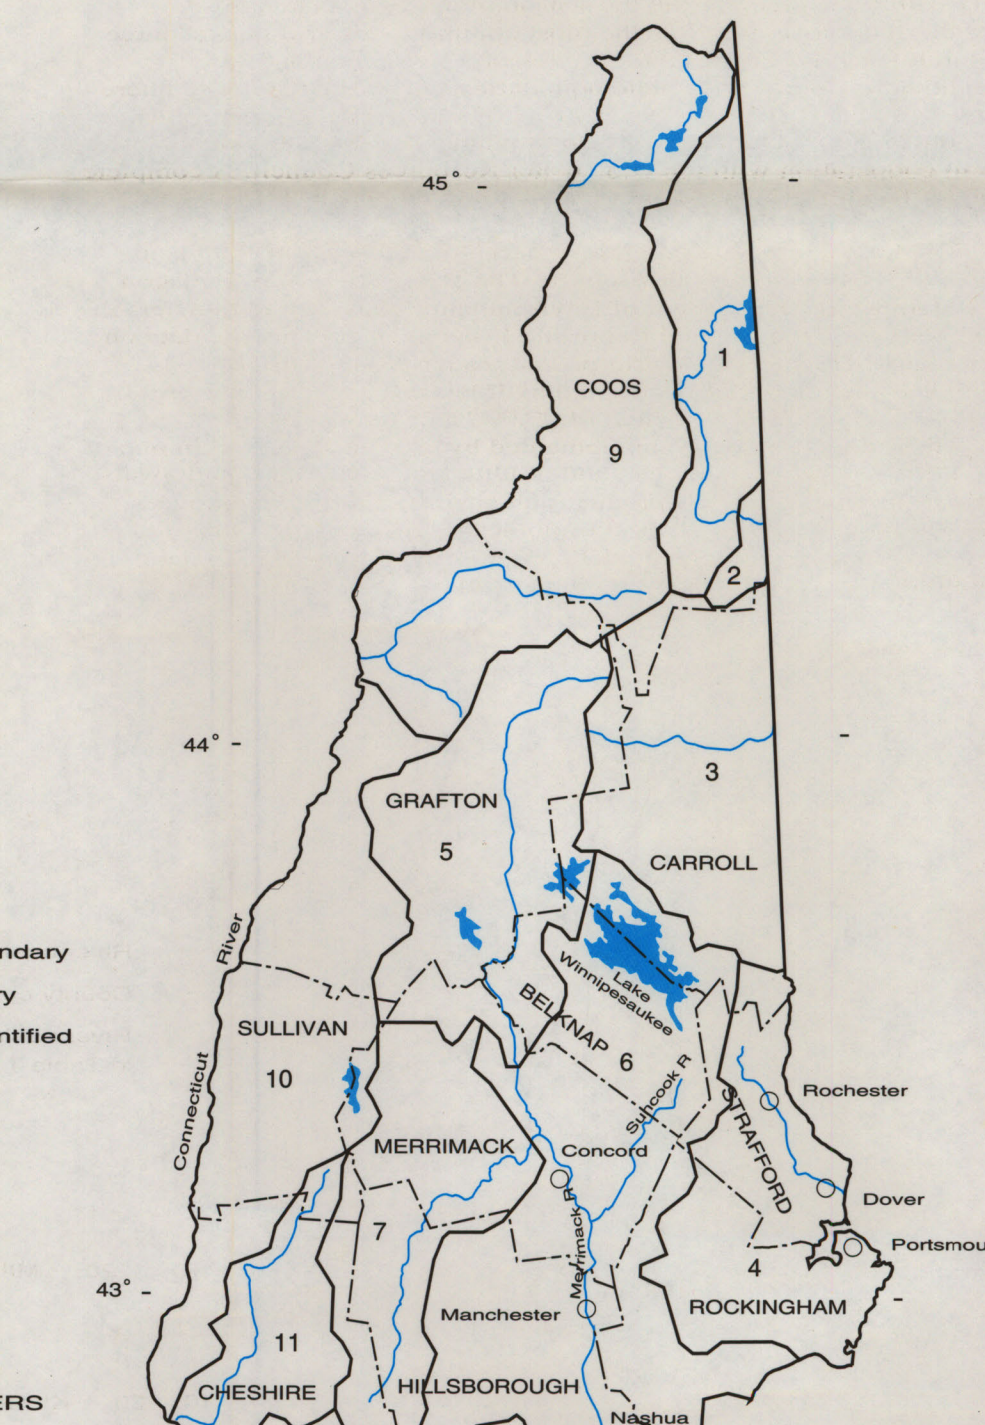 45°
1
COOS
9
2
44°
3
GRAFTON
5
CARROLL
ndary
River
ry
Lake
Winnipesaukee
BELKNAP
ntified
SULLIVAN
6
10
Suncook R
Connecticut
Rochester
STRAFFORD
MERRIMACK
Concord
Dover
7
Merrimack R
Portsmou
4
43°
ROCKINGHAM
Manchester
11
CHESHIRE
HILLSBOROUGH
ERS
Nashua